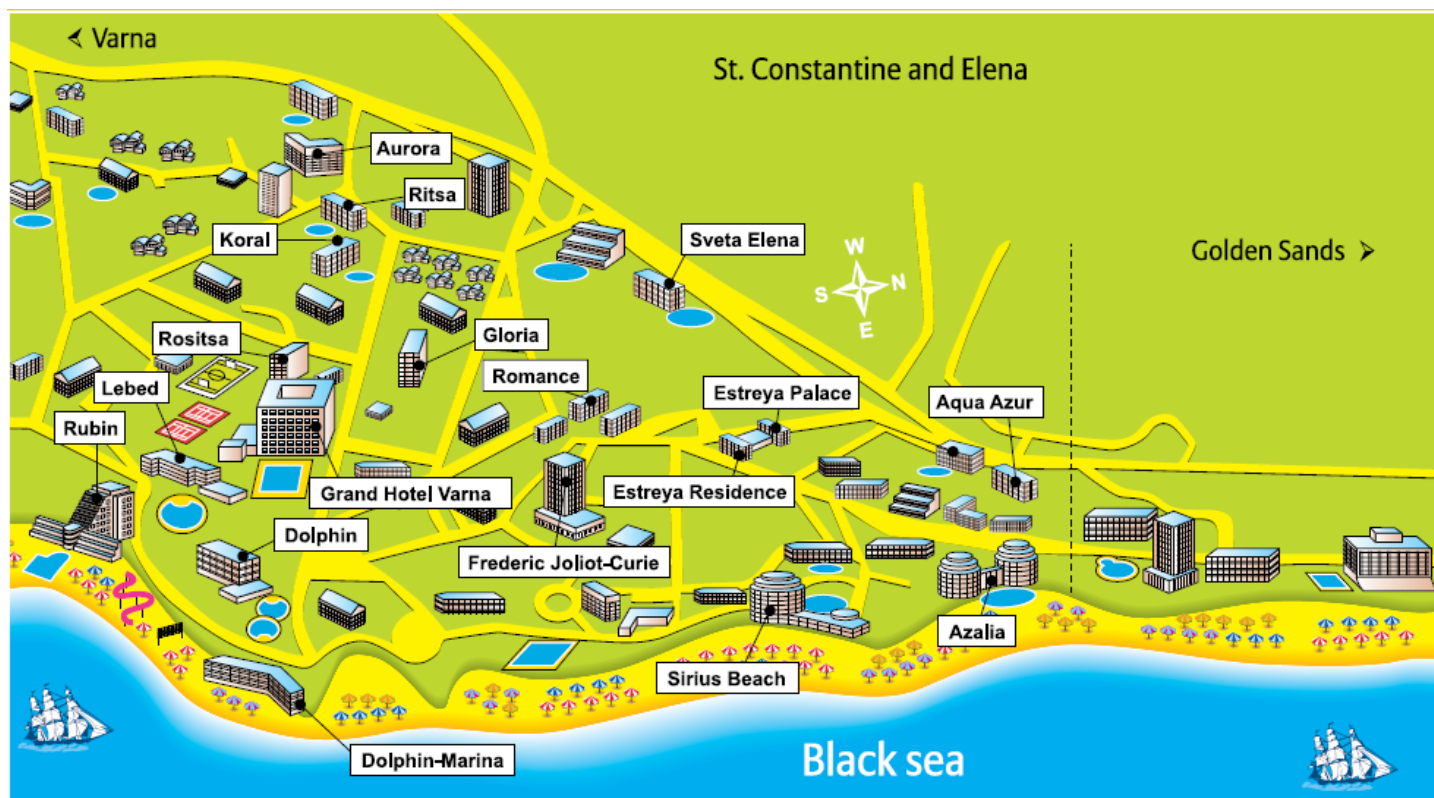 Varna
St. Constantine and Elena
Aurora
Ritsa
Koral
Sveta Elena
Golden Sands
W
S
N
E
Rositsa
Gloria
Lebed
Romance
Estreya Palace
Aqua Azur
Rubin
Grand Hotel Varna
Estreya Residence
Dolphin
Frederic Joliot-Curie
Azalia
Sirius Beach
Dolphin-Marina
Black sea